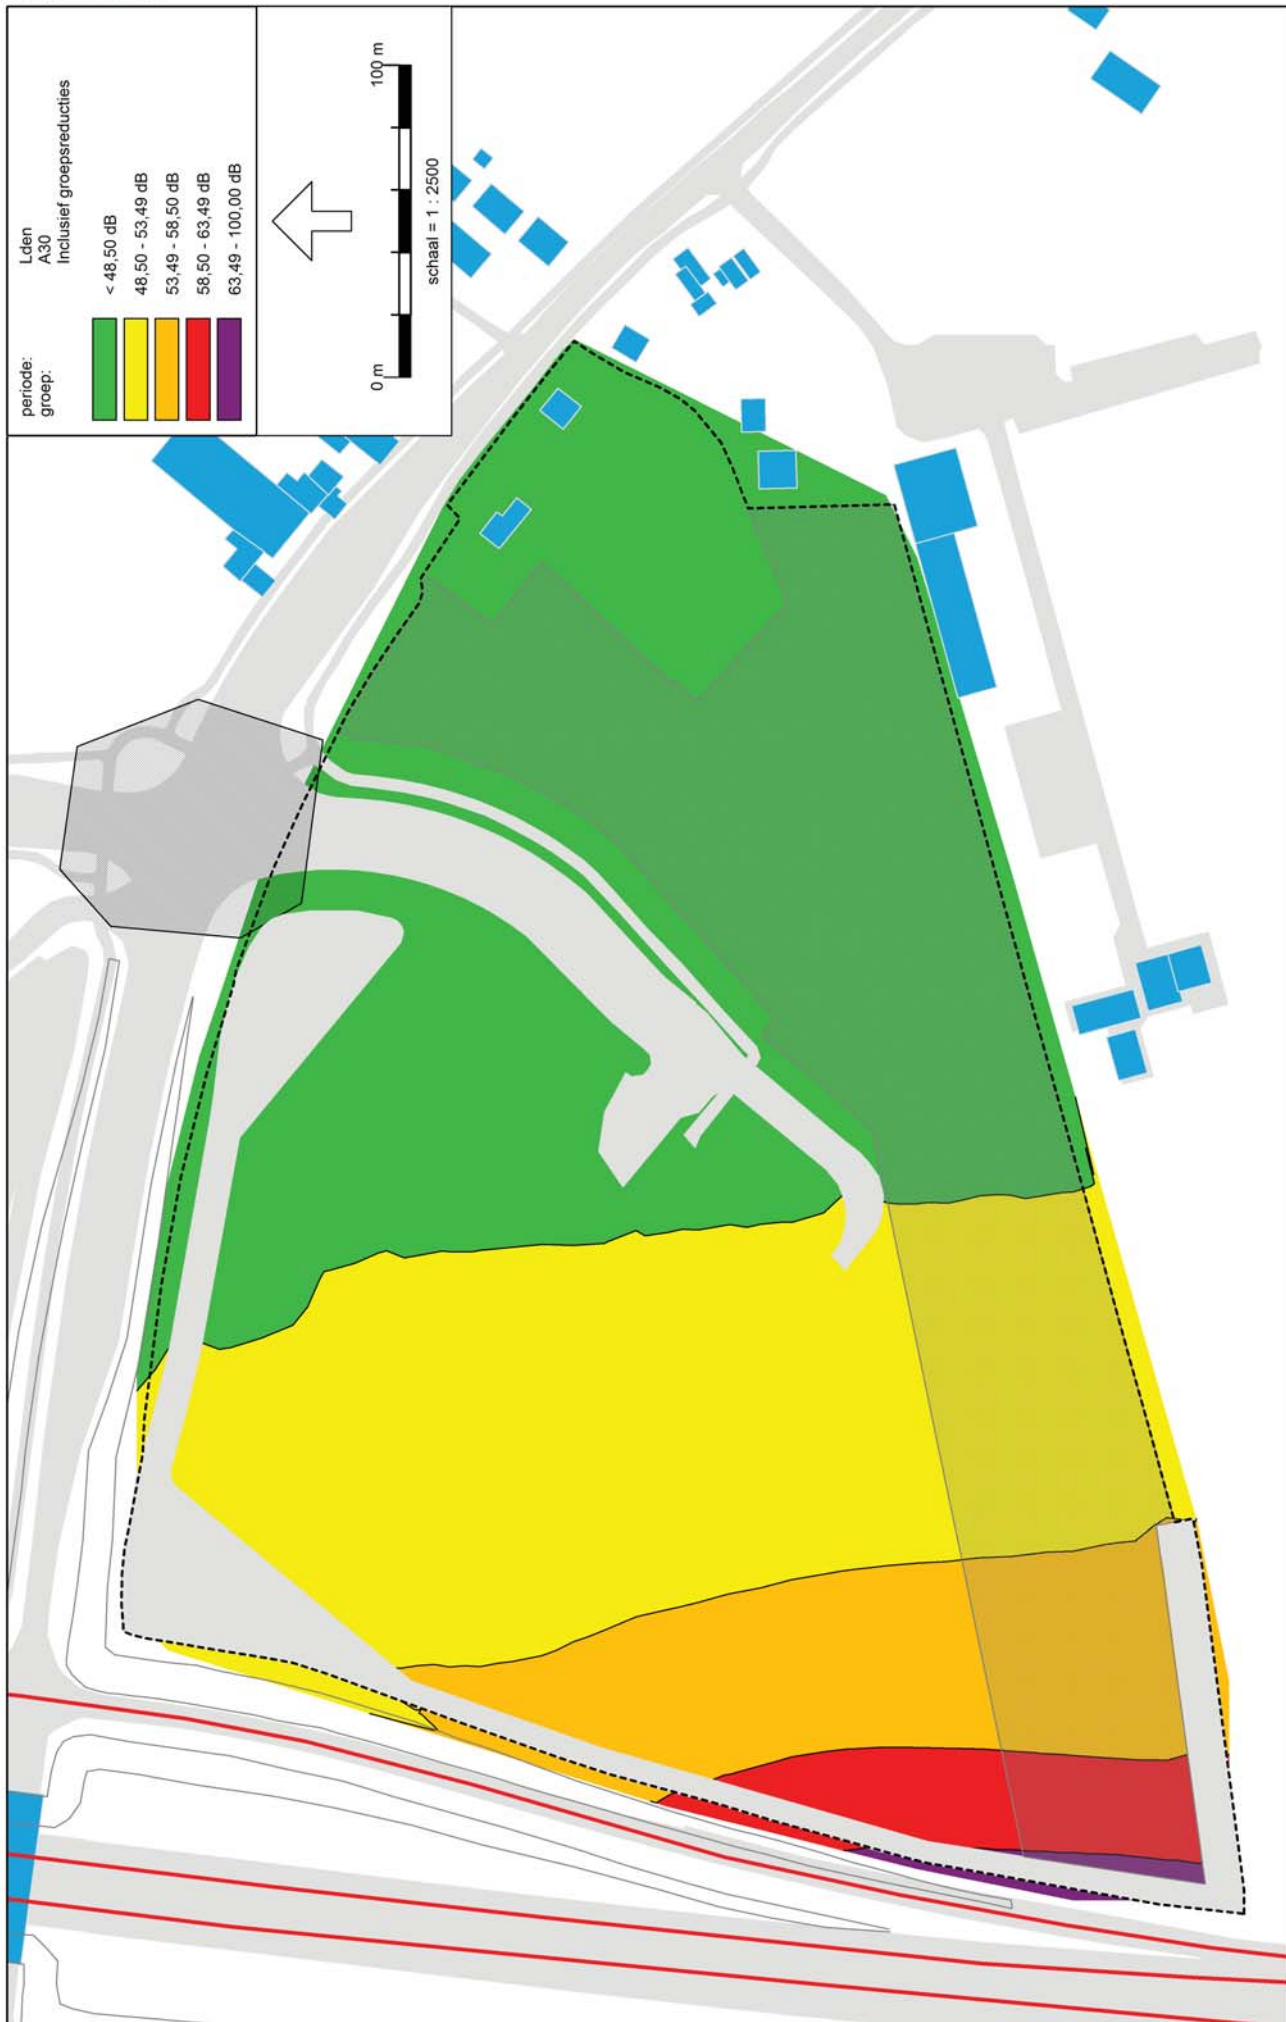 periode: Lden
groep: A30
Inclusief groepsreducties
< 48,50 dB
48,50 - 53,49 dB
53,49 - 58,50 dB
58,50 - 63,49 dB
63,49 - 100,00 dB
0 m 100 m
schaal = 1 : 2500